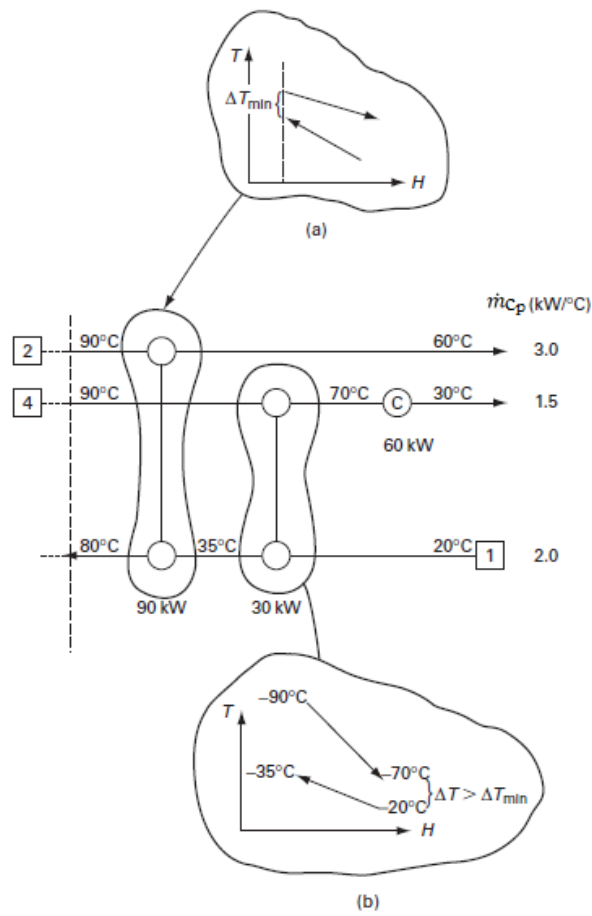 T
ΔTmin{
H
(a)
ṁCp (kW/°C)
2 90°C 60°C 3.0
4 90°C 70°C C 30°C 1.5
60 kW
80°C 35°C 20°C 1 2.0
90 kW 30 kW
T
–90°C
–35°C
–70°C
–20°C
}ΔT > ΔTmin
H
(b)